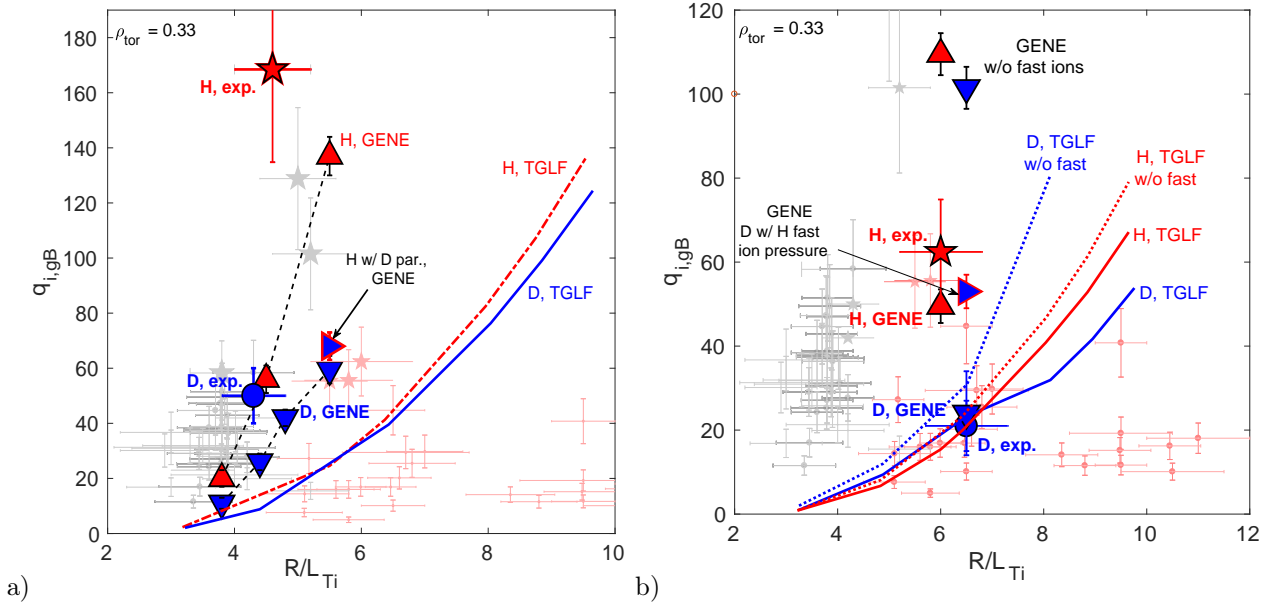 ρtor = 0.33
H, exp.
H, GENE
H, TGLF
H w/ D par.,
GENE
D, TGLF
D, exp.
D, GENE
180
160
140
120
100
80
60
40
20
0
2
4
6
8
10
qi,gB
R/LTi
a)
ρtor = 0.33
GENE
w/o fast ions
D, TGLF
w/o fast
H, TGLF
w/o fast
GENE
D w/ H fast
ion pressure
H, exp.
H, TGLF
H, GENE
D, TGLF
D, GENE
D, exp.
120
100
80
60
40
20
0
2
4
6
8
10
12
qi,gB
R/LTi
b)